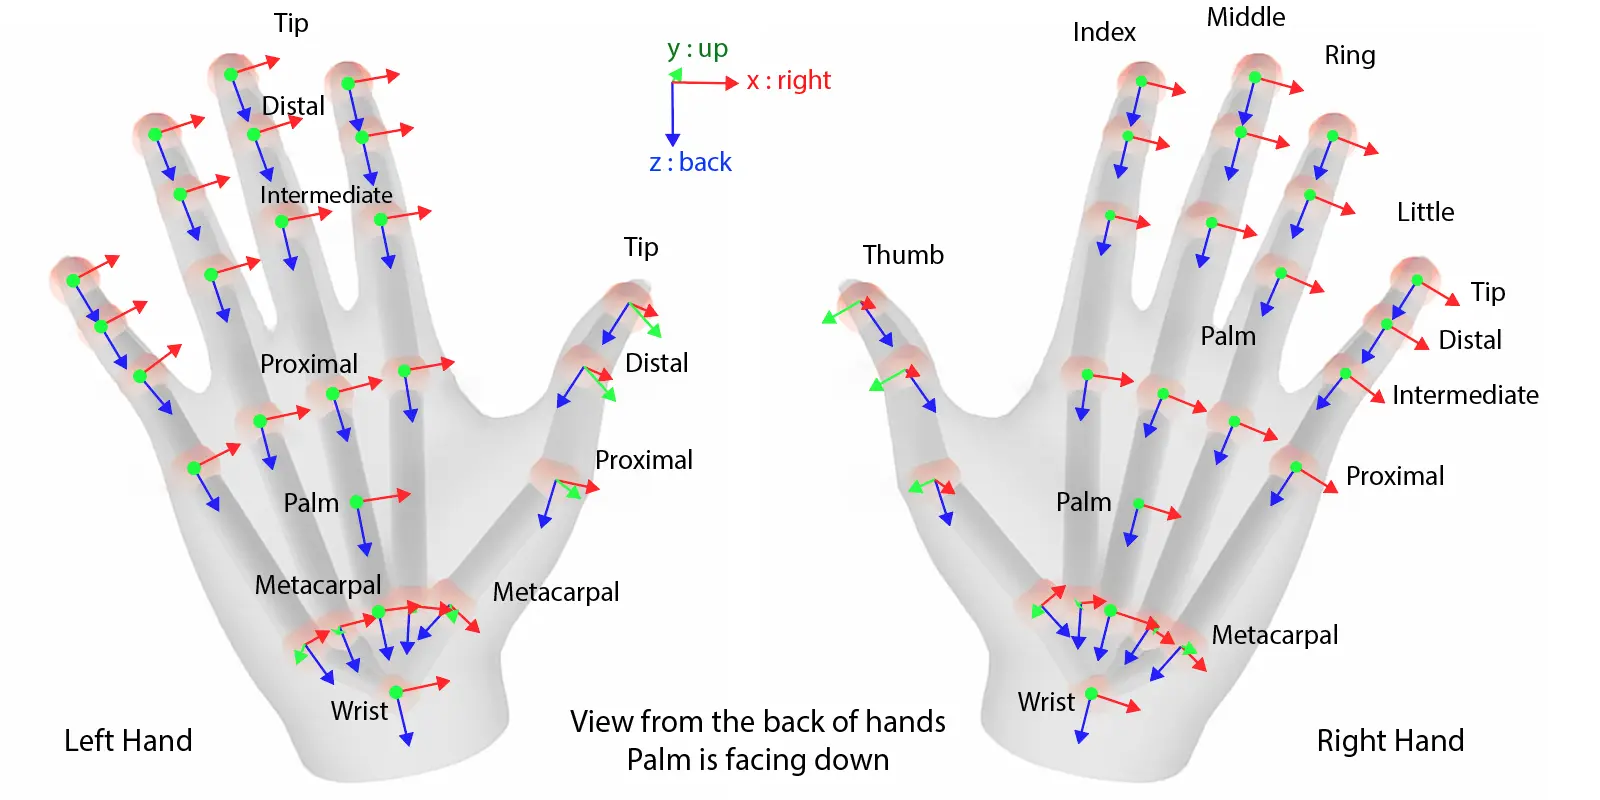 Tip
Distal
Intermediate
Proximal
Palm
Metacarpal
Wrist
Left Hand
Tip
Distal
Proximal
Metacarpal
y : up
x : right
z : back
View from the back of hands
Palm is facing down
Index
Middle
Ring
Little
Thumb
Tip
Distal
Intermediate
Proximal
Palm
Palm
Metacarpal
Wrist
Right Hand